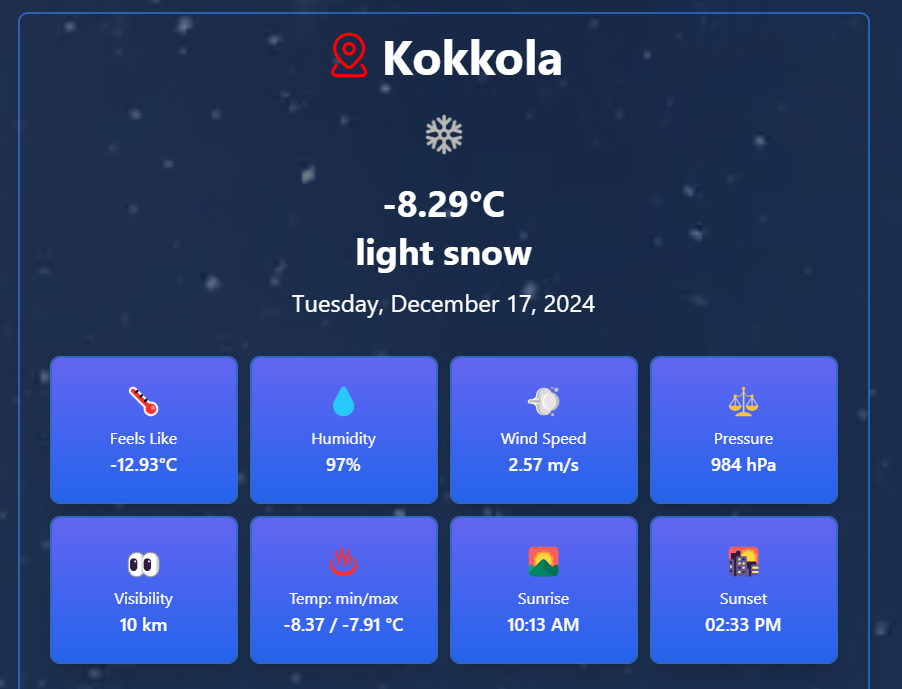 Kokkola
-8.29°C
light snow
Tuesday, December 17, 2024
Feels Like
-12.93°C
Humidity
97%
Wind Speed
2.57 m/s
Pressure
984 hPa
Visibility
10 km
Temp: min/max
-8.37 / -7.91 °C
Sunrise
10:13 AM
Sunset
02:33 PM